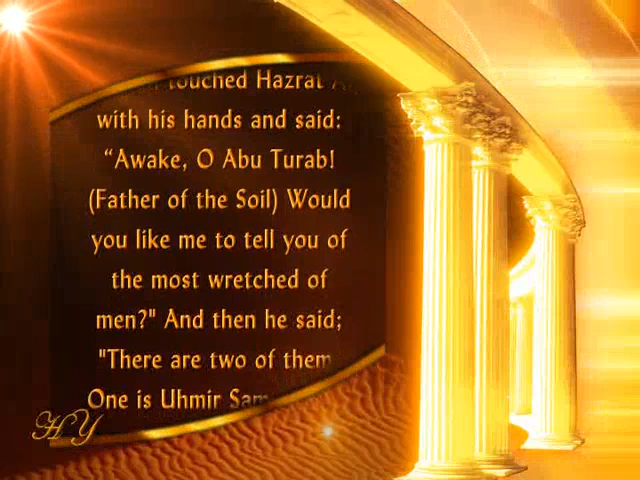 touched Hazrat
with his hands and said:
“Awake, O Abu Turab!
(Father of the Soil) Would
you like me to tell you of
the most wretched of
men?" And then he said;
"There are two of them
One is Uhmir
HY